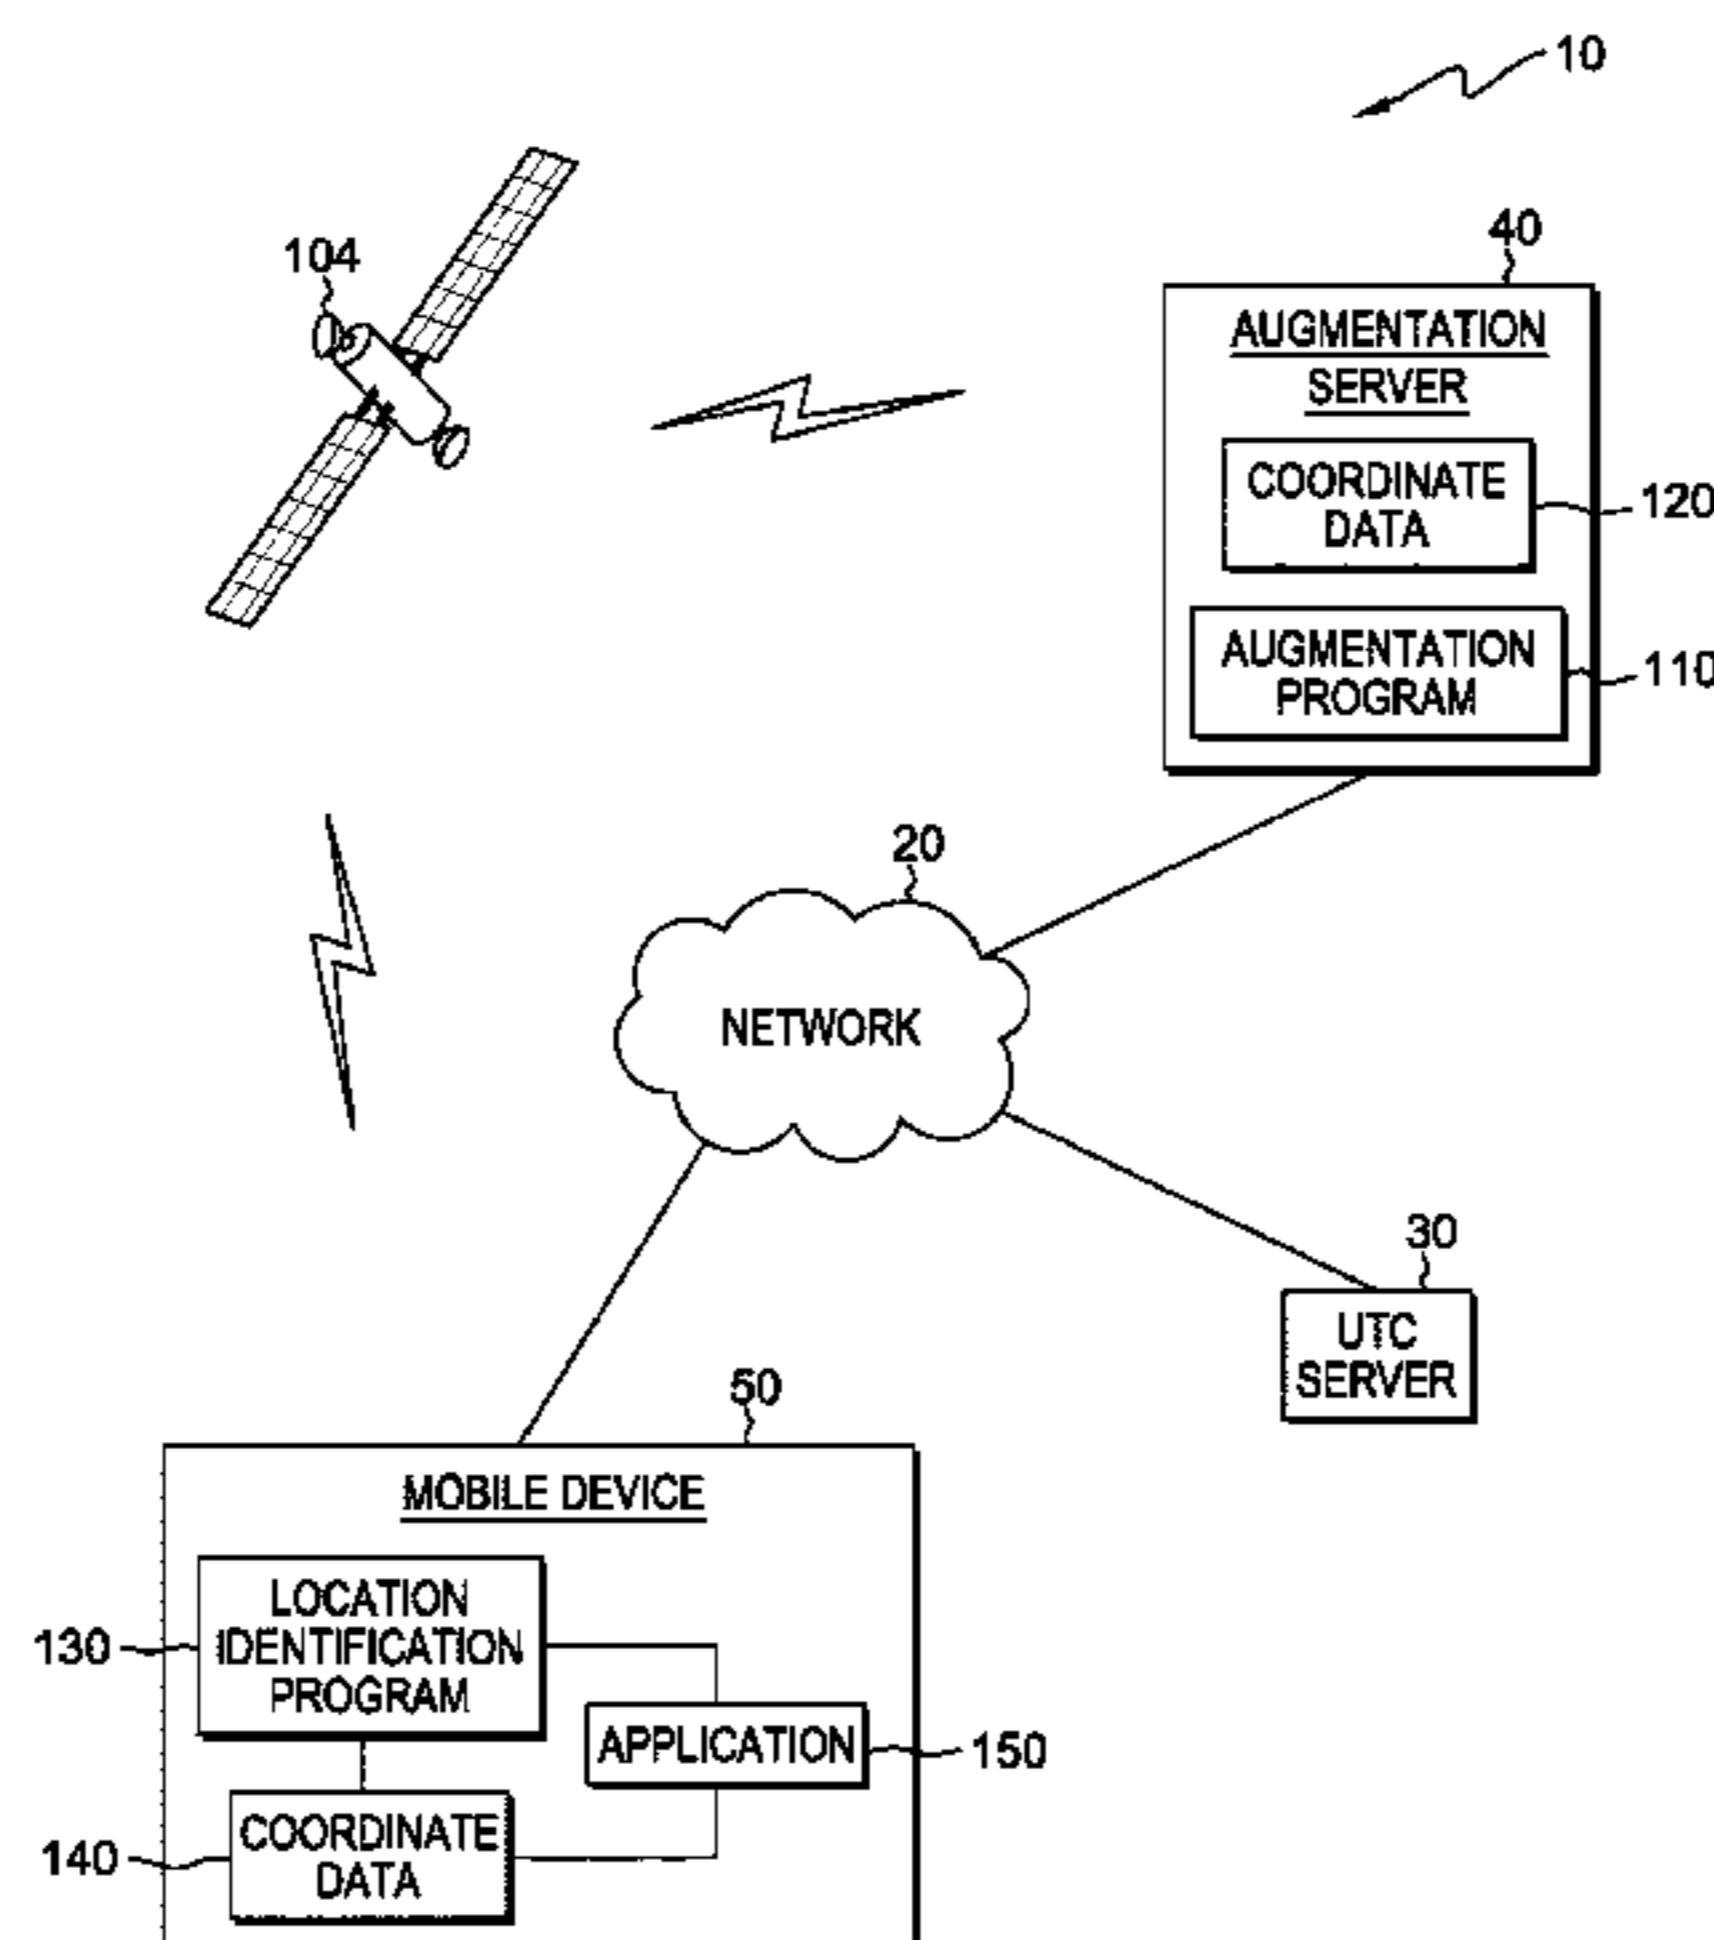 10
104
40
AUGMENTATION
SERVER
COORDINATE
DATA
120
AUGMENTATION
PROGRAM
110
20
NETWORK
30
UTC
SERVER
50
MOBILE DEVICE
LOCATION
IDENTIFICATION
PROGRAM
130
APPLICATION
150
COORDINATE
DATA
140